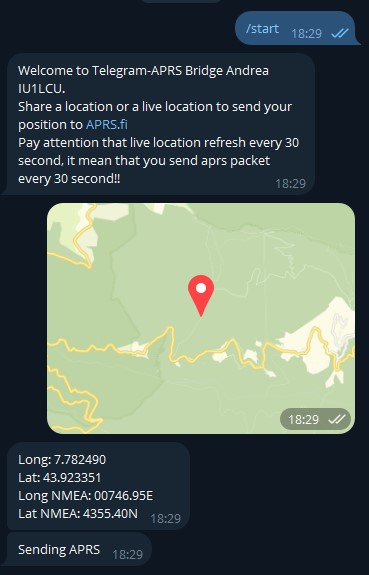 /start 18:29
Welcome to Telegram-APRS Bridge Andrea
IU1LCU.
Share a location or a live location to send your
position to APRS.fi
Pay attention that live location refresh every 30
second, it mean that you send aprs packet
every 30 second!!
18:29
18:29
Long: 7.782490
Lat: 43.923351
Long NMEA: 00746.95E
Lat NMEA: 4355.40N 18:29
Sending APRS 18:29